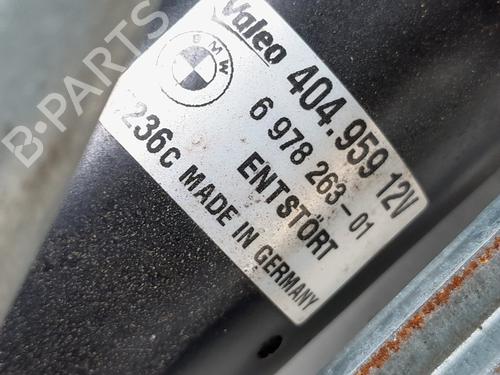 Valeo
404.959 12V
BMW
6 978 263-01
ENTSTÖRT
236c MADE IN GERMANY
B-PARTS